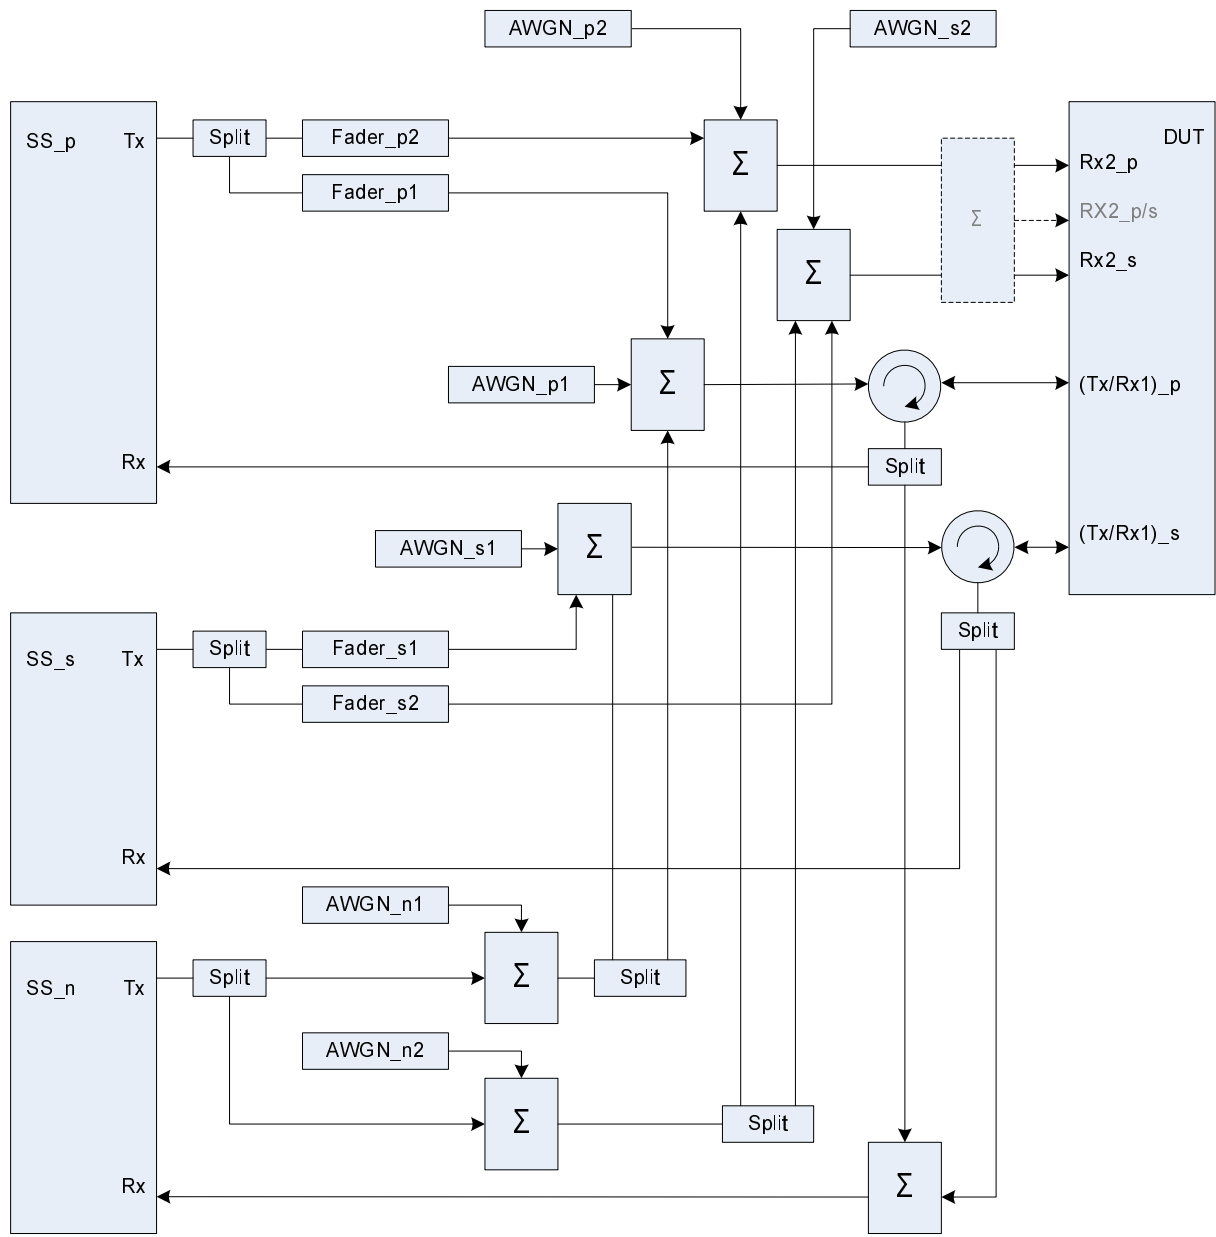 AWGN_p2
AWGN_s2
SS_p
Tx
Split
Fader_p2
Fader_p1
Σ
Σ
Σ
DUT
Rx2_p
RX2_p/s
Rx2_s
AWGN_p1
Σ
(Tx/Rx1)_p
Rx
Split
AWGN_s1
Σ
(Tx/Rx1)_s
SS_s
Tx
Split
Fader_s1
Fader_s2
Split
Rx
AWGN_n1
SS_n
Tx
Split
Σ
Split
AWGN_n2
Σ
Split
Rx
Σ